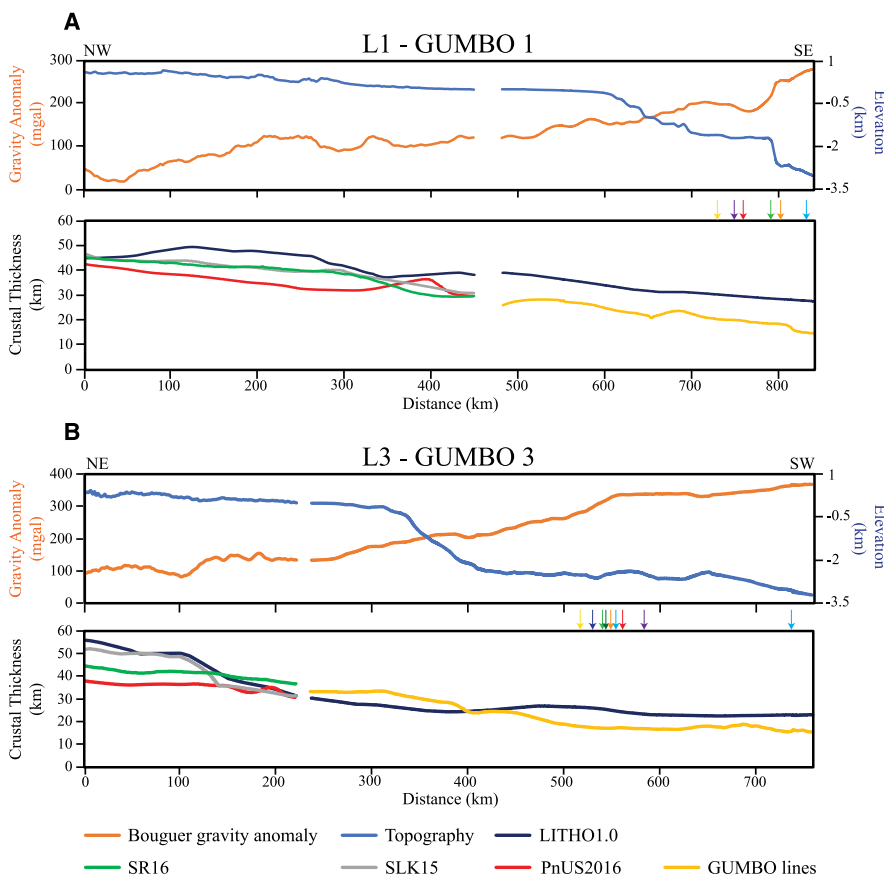 A
L1 - GUMBO 1
NW
SE
300
200
100
0
Gravity Anomaly
(mgal)
1
-0.5
-2
-3.5
Elevation
(km)
60
50
40
30
20
10
0
Crustal Thickness
(km)
0 100 200 300 400 500 600 700 800
Distance (km)
B
L3 - GUMBO 3
NE
SW
400
300
200
100
0
Gravity Anomaly
(mgal)
1
-0.5
-2
-3.5
Elevation
(km)
60
50
40
30
20
10
0
Crustal Thickness
(km)
0 100 200 300 400 500 600 700
Distance (km)
Bouguer gravity anomaly Topography LITHO1.0
SR16 SLK15 PnUS2016 GUMBO lines